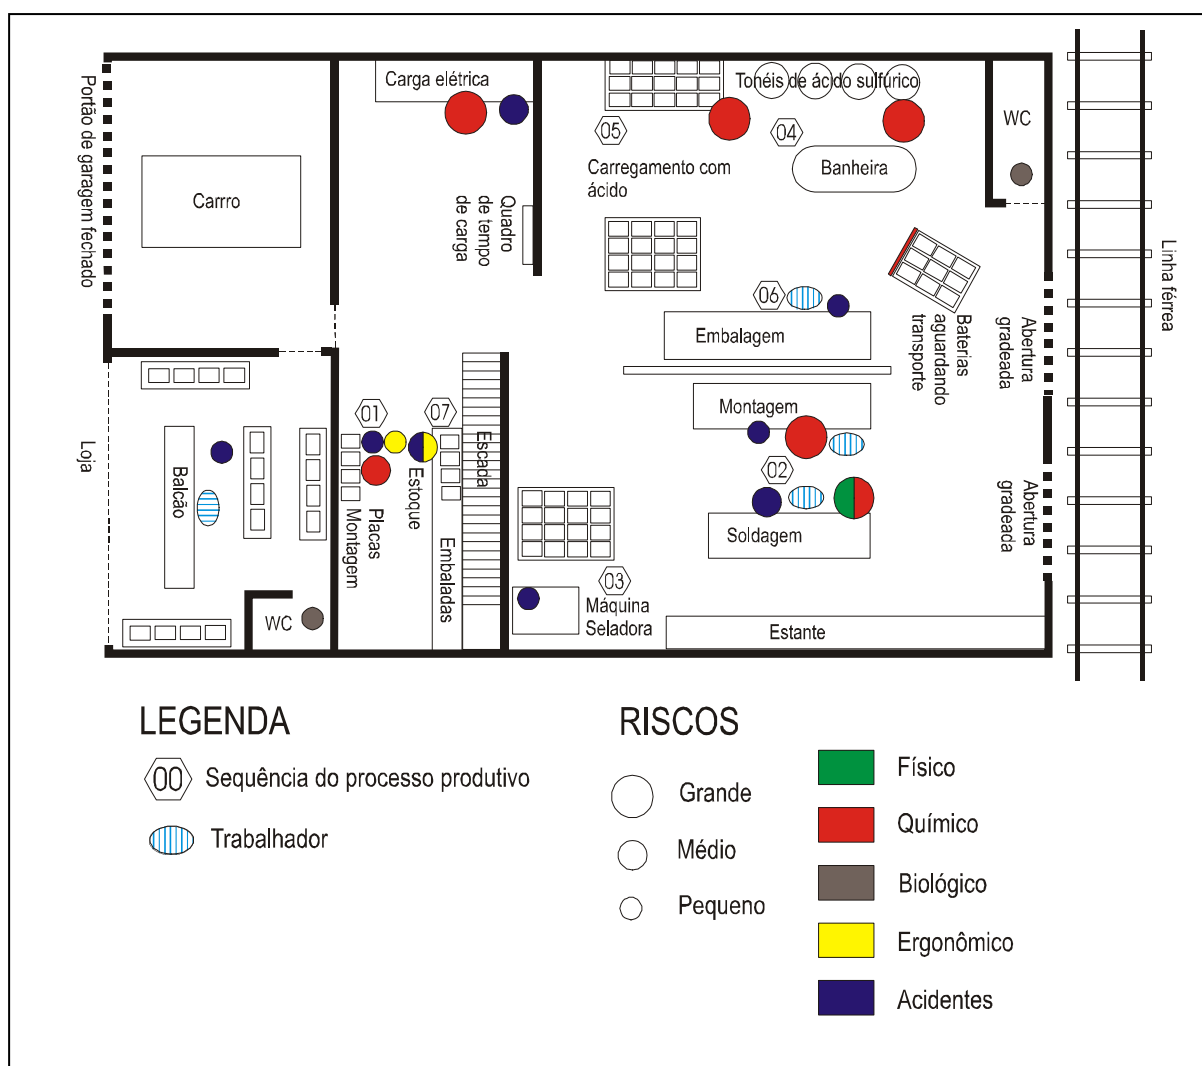 Portão de garagem fechado
Carrro
Carga elétrica
Quadro
de tempo
de carga
05
Carregamento com
ácido
Tonéis de ácido sulfúrico
04
Banheira
WC
Linha férrea
06
Embalagem
Baterias
aguardando
transporte
Abertura
gradeada
Montagem
02
Soldagem
Abertura
gradeada
Loja
Balcão
WC
01
Placas
Montagem
07
Estoque
Embaladas
Escada
03
Máquina
Seladora
Estante
LEGENDA
00 Sequência do processo produtivo
Trabalhador
RISCOS
Grande
Médio
Pequeno
Físico
Químico
Biológico
Ergonômico
Acidentes